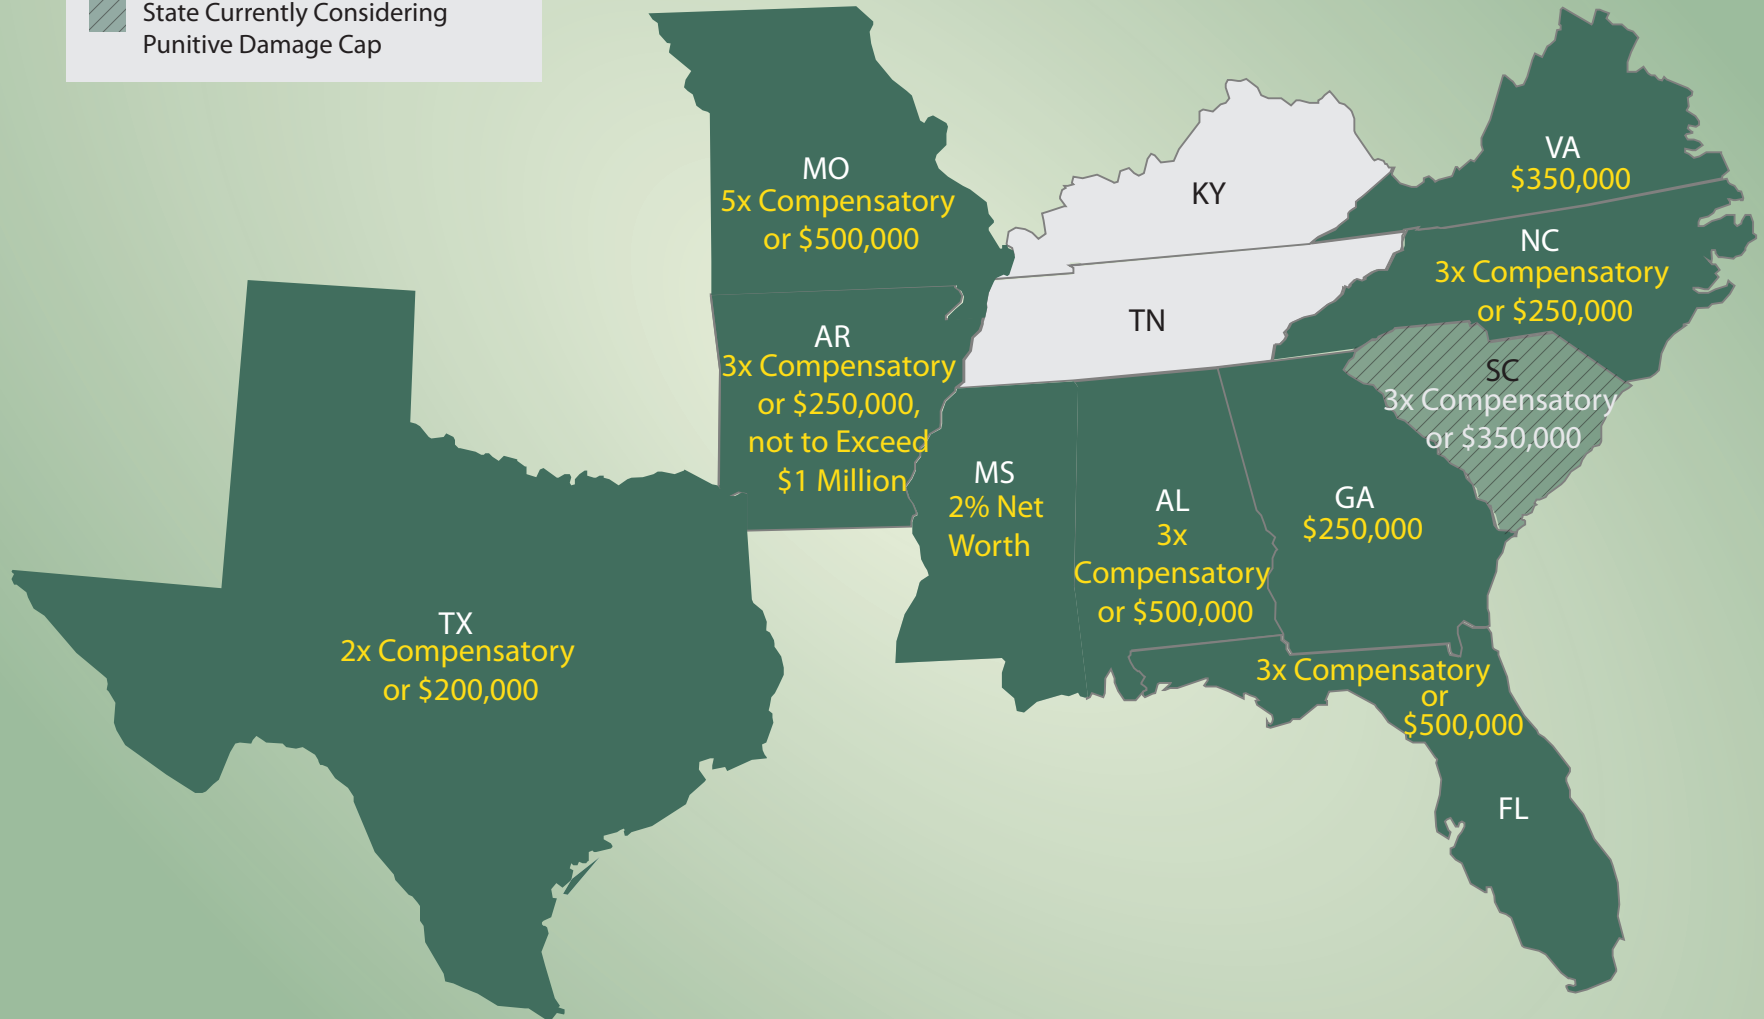 State Currently Considering
Punitive Damage Cap
MO
5x Compensatory
or $500,000
KY
VA
$350,000
NC
3x Compensatory
or $250,000
TN
AR
3x Compensatory
or $250,000,
not to Exceed
$1 Million
SC
3x Compensatory
or $350,000
MS
2% Net
Worth
AL
3x
Compensatory
or $500,000
GA
$250,000
TX
2x Compensatory
or $200,000
3x Compensatory
or
$500,000
FL